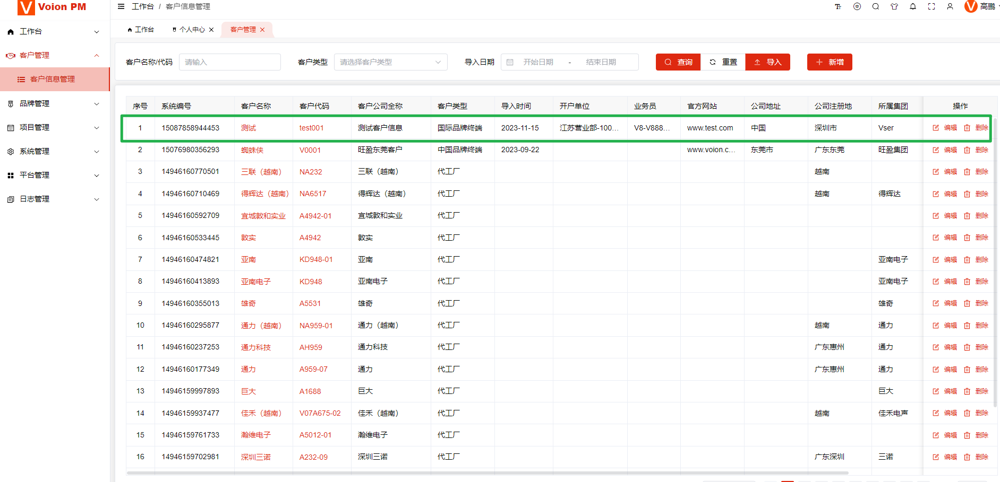 Voion PM
工作台 / 客户信息管理
高鹏
工作台
客户管理
客户信息管理
品牌管理
项目管理
系统管理
平台管理
日志管理
工作台 个人中心 客户管理
客户名称/代码 请输入 客户类型 请选择客户类型 导入日期 开始日期 - 结束日期 查询 重置 导入 新增
序号 系统编号 客户名称 客户代码 客户公司全称 客户类型 导入时间 开户单位 业务员 官方网站 公司地址 公司注册地 所属集团 操作
1 15087858944453 测试 test001 测试客户信息 国际品牌终端 2023-11-15 江苏营业部-100... V8-V888... www.test.com 中国 深圳市 Vser 编辑 删除
2 15076980356293 蜘蛛侠 V0001 旺盈东莞客户 中国品牌终端 2023-09-22 www.voion.c... 东莞市 广东东莞 旺盈集团 编辑 删除
3 14946160770501 三联（越南） NA232 三联（越南） 代工厂 越南 编辑 删除
4 14946160710469 得辉达（越南） NA6517 得辉达（越南） 代工厂 越南 得辉达 编辑 删除
5 14946160592709 宜城敦和实业 A4942-01 宜城敦和实业 代工厂 编辑 删除
6 14946160533445 敦实 A4942 敦实 代工厂 编辑 删除
7 14946160474821 亚南 KD948-01 亚南 代工厂 亚南电子 编辑 删除
8 14946160413893 亚南电子 KD948 亚南电子 代工厂 亚南电子 编辑 删除
9 14946160355013 雄奇 A5531 雄奇 代工厂 雄奇 编辑 删除
10 14946160295877 通力（越南） NA959-01 通力（越南） 代工厂 越南 通力 编辑 删除
11 14946160237253 通力科技 AH959 通力科技 代工厂 广东惠州 通力 编辑 删除
12 14946160177349 通力 A959-07 通力 代工厂 广东惠州 通力 编辑 删除
13 14946159997893 巨大 A1688 巨大 代工厂 巨大 编辑 删除
14 14946159937477 佳禾（越南） V07A675-02 佳禾（越南） 代工厂 越南 佳禾电声 编辑 删除
15 14946159761733 瀚维电子 A5012-01 瀚维电子 代工厂 编辑 删除
16 14946159702981 深圳三诺 A232-09 深圳三诺 代工厂 广东深圳 三诺 编辑 删除